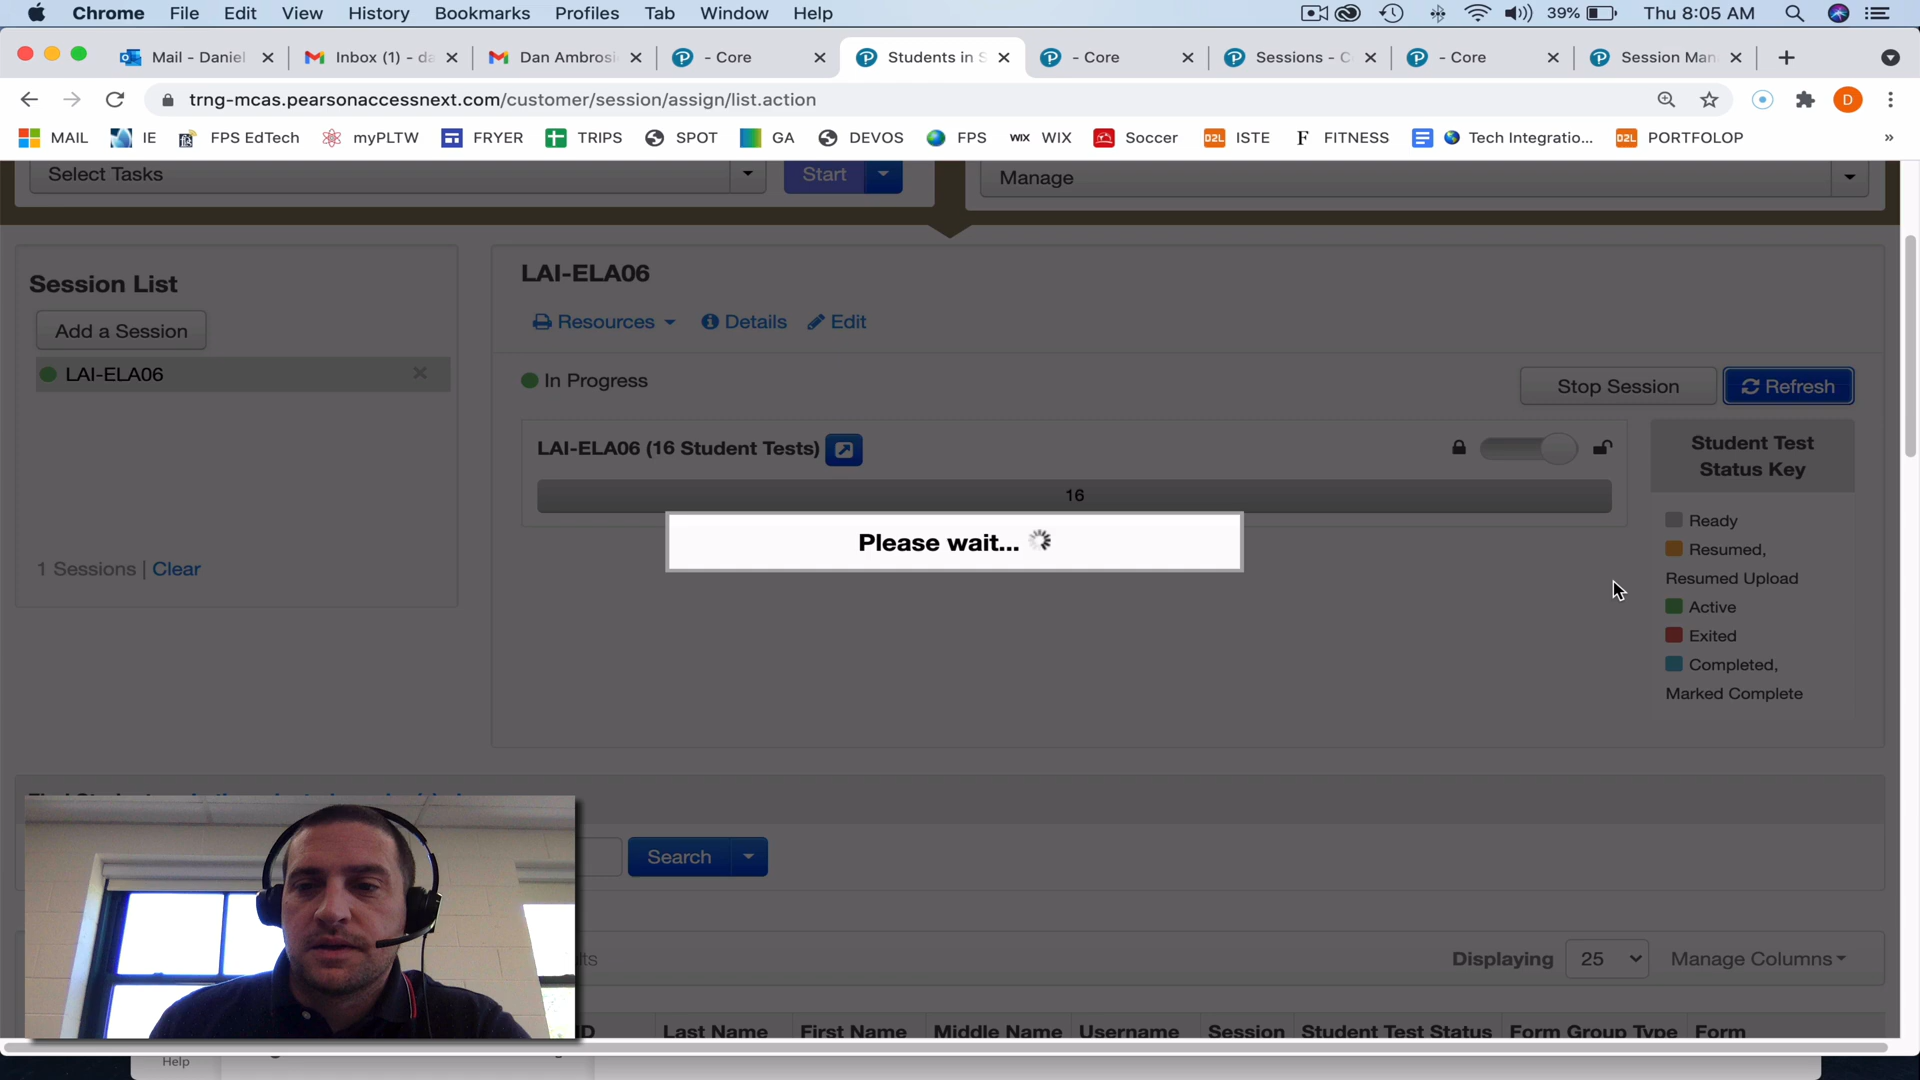 Chrome File Edit View History Bookmarks Profiles Tab Window Help 39% Thu 8:05 AM
Mail - Daniel Inbox (1) - da Dan Ambrosi - Core Students in S - Core Sessions - C - Core Session Man
trng-mcas.pearsonaccessnext.com/customer/session/assign/list.action D
MAIL IE FPS EdTech myPLTW FRYER TRIPS SPOT GA DEVOS FPS WIX WIX Soccer D2L ISTE F FITNESS Tech Integratio... D2L PORTFOLOP »
Select Tasks Start Manage
Session List
Add a Session
LAI-ELA06
1 Sessions | Clear
LAI-ELA06
Resources Details Edit
In Progress Stop Session Refresh
LAI-ELA06 (16 Student Tests)
16
Student Test
Status Key
Ready
Resumed,
Resumed Upload
Active
Exited
Completed,
Marked Complete
Please wait...
Search
Displaying 25 Manage Columns
Last Name First Name Middle Name Username Session Student Test Status Form Group Type Form
Help